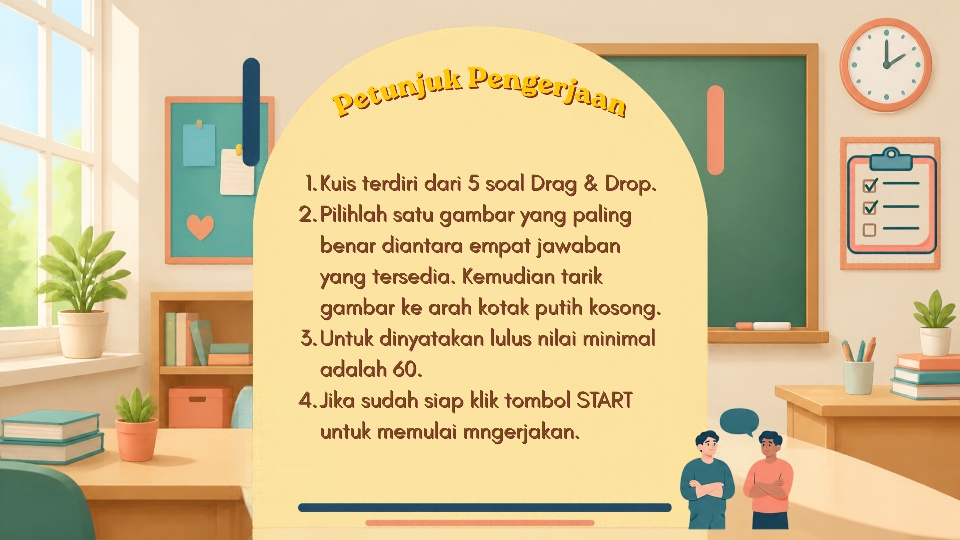 Petunjuk Pengerjaan
1. Kuis terdiri dari 5 soal Drag & Drop.
2. Pilihlah satu gambar yang paling
benar diantara empat jawaban
yang tersedia. Kemudian tarik
gambar ke arah kotak putih kosong.
3. Untuk dinyatakan lulus nilai minimal
adalah 60.
4. Jika sudah siap klik tombol START
untuk memulai mngerjakan.